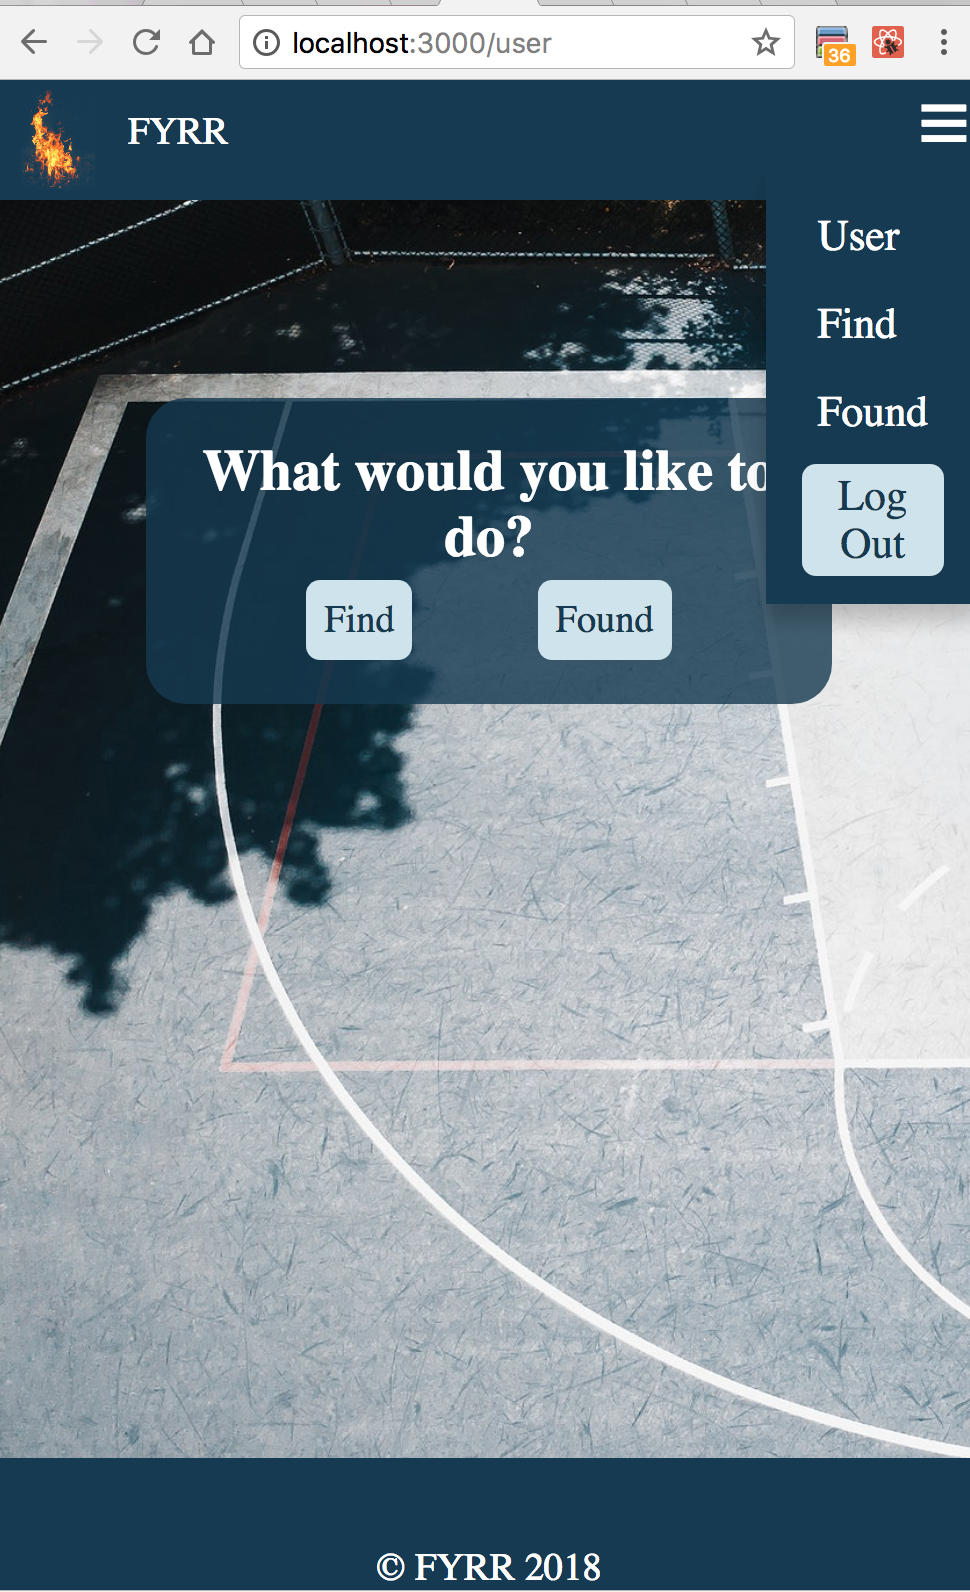 localhost:3000/user
36
FYRR
User
Find
Found
Log
Out
What would you like to
do?
Find
Found
© FYRR 2018